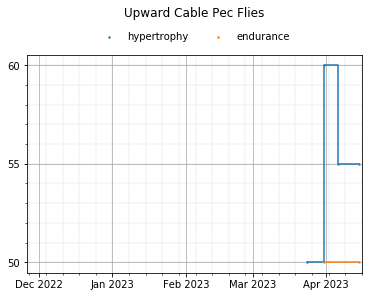 Upward Cable Pec Flies
hypertrophy endurance
60
55
50
Dec 2022 Jan 2023 Feb 2023 Mar 2023 Apr 2023